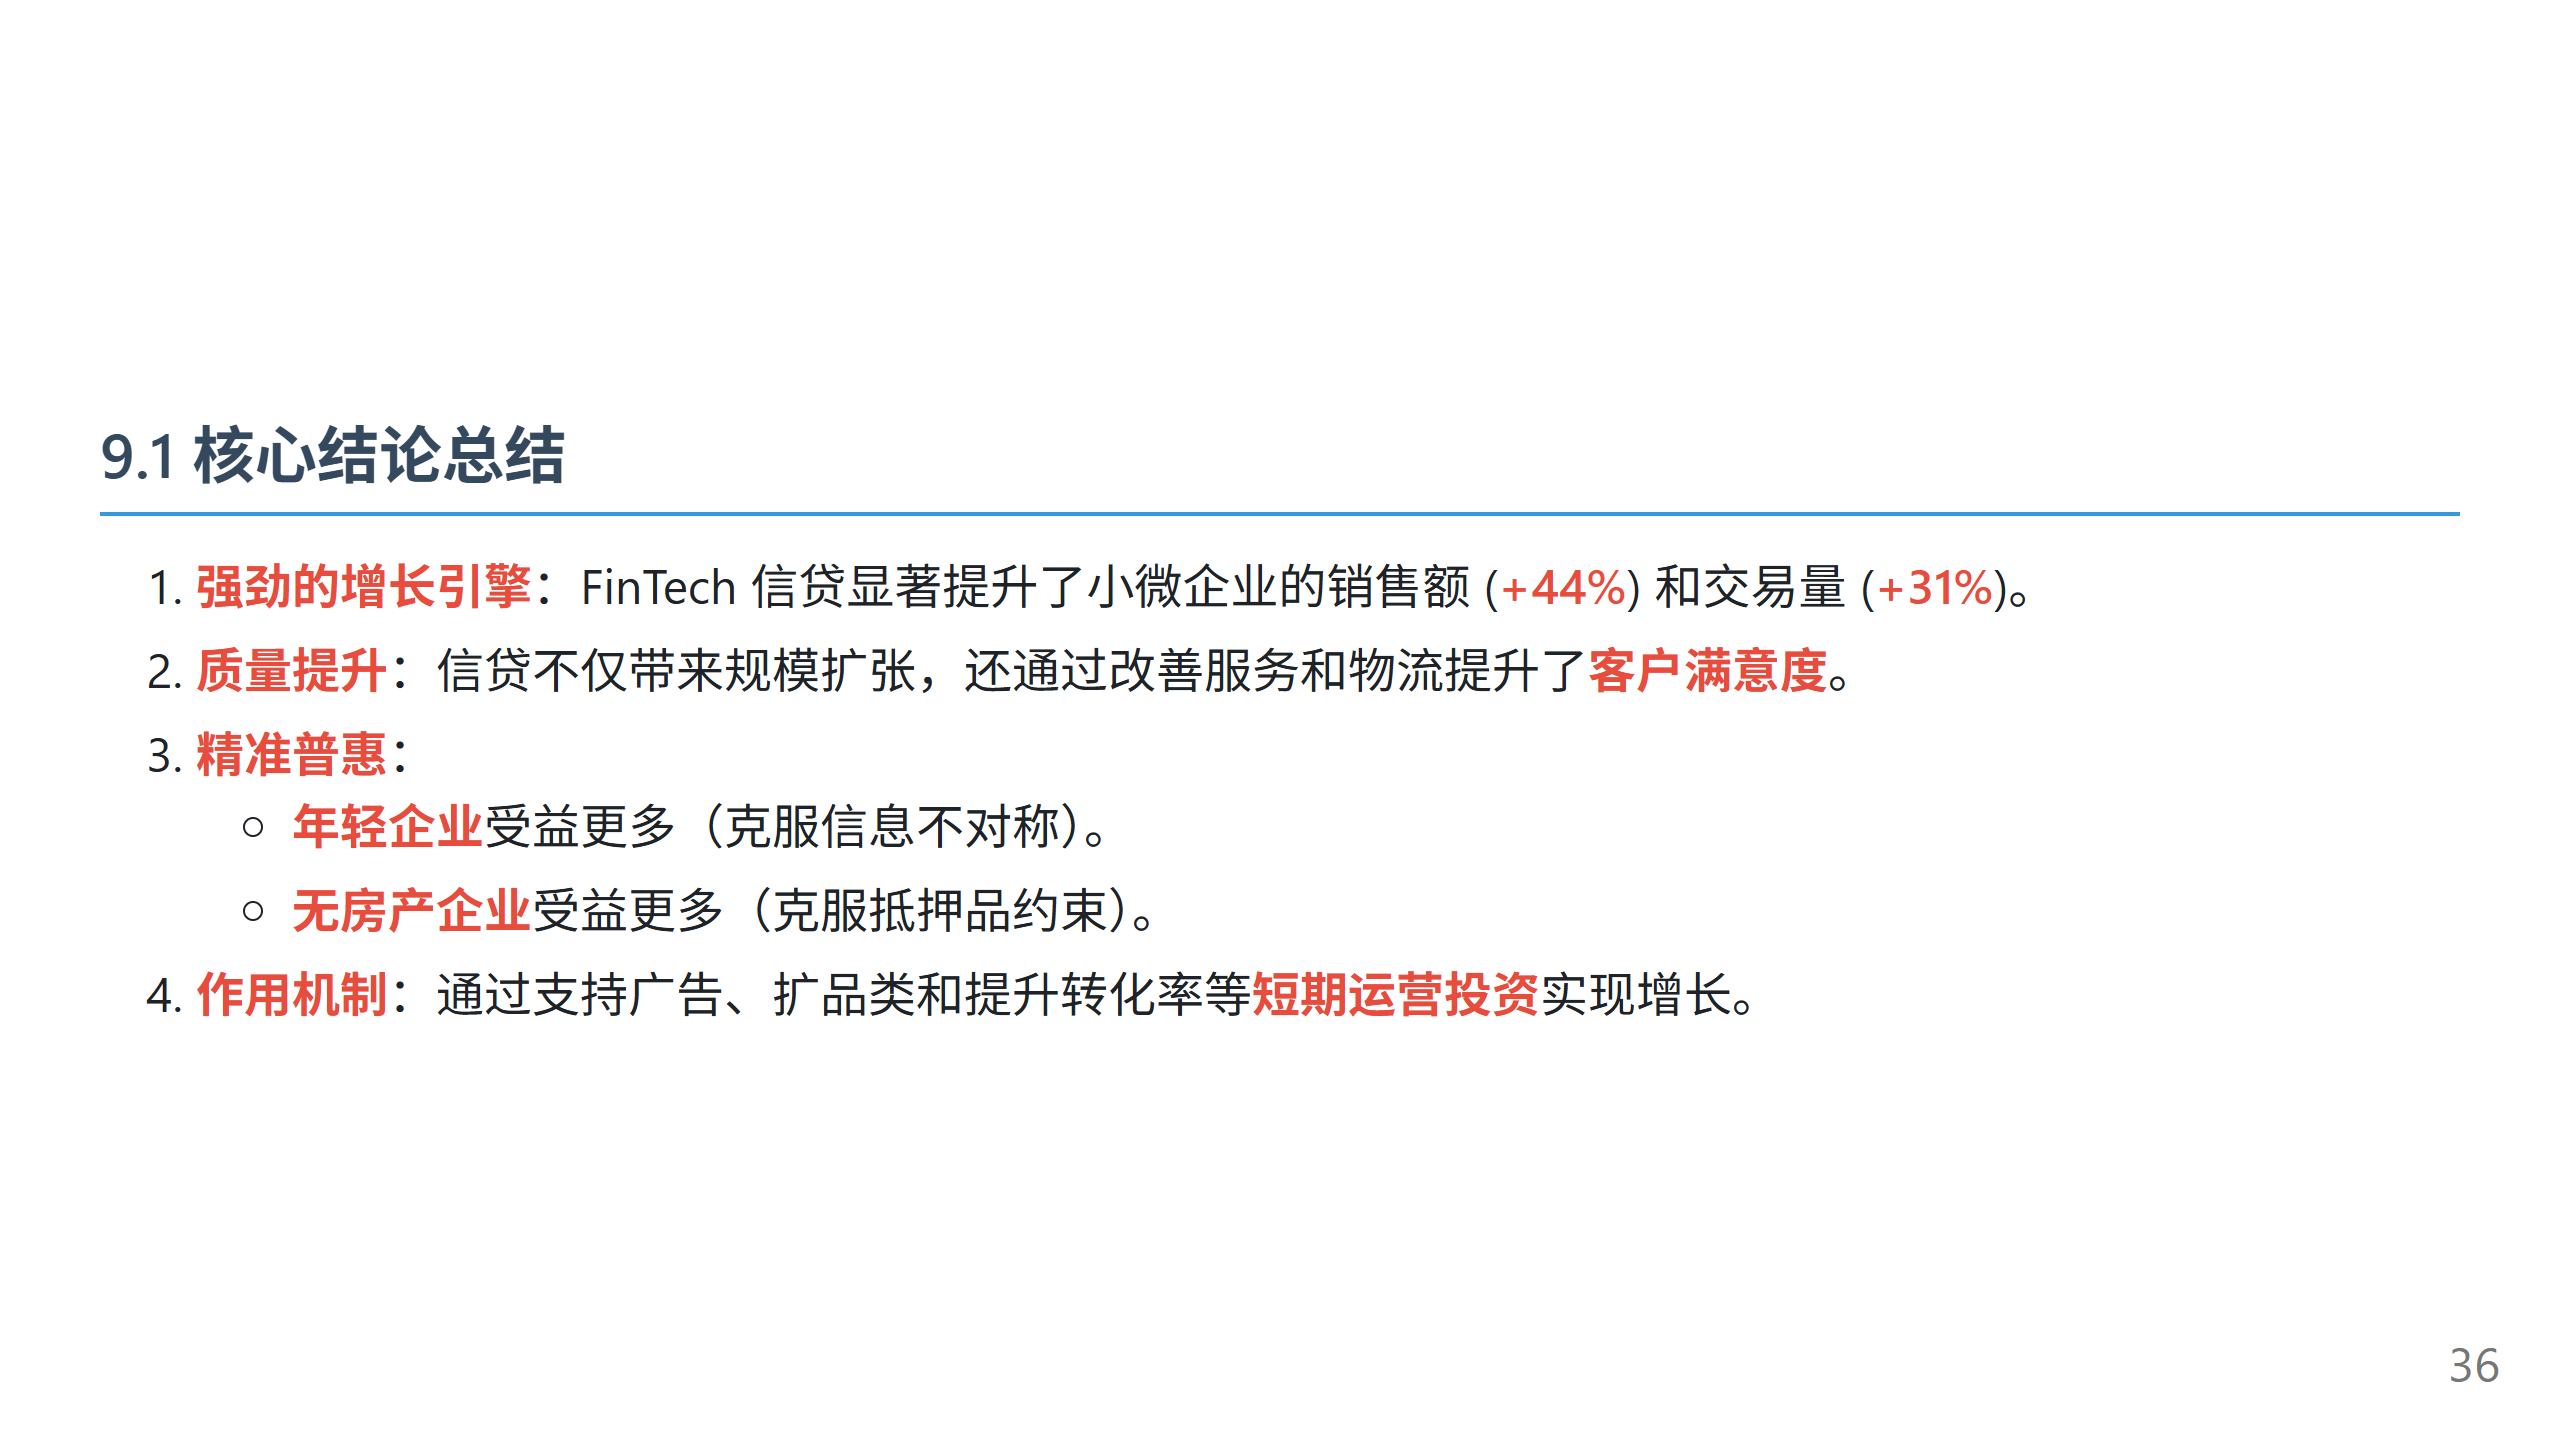 9.1 核心结论总结
1. 强劲的增长引擎：FinTech 信贷显著提升了小微企业的销售额 (+44%) 和交易量 (+31%)。
2. 质量提升：信贷不仅带来规模扩张，还通过改善服务和物流提升了客户满意度。
3. 精准普惠：
○ 年轻企业受益更多（克服信息不对称）。
○ 无房产企业受益更多（克服抵押品约束）。
4. 作用机制：通过支持广告、扩品类和提升转化率等短期运营投资实现增长。
36